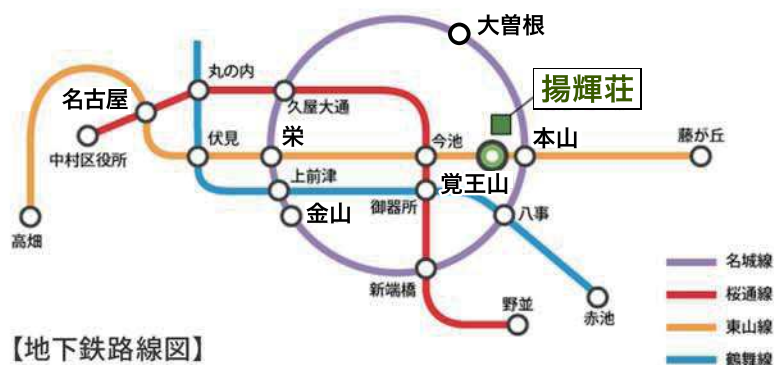 大曽根
揚輝荘
丸の内
名古屋
久屋大通
中村区役所
伏見
栄
今池
本山
藤が丘
上前津
覚王山
御器所
金山
八事
高畑
名城線
新端橋
桜通線
野並
赤池
東山線
【地下鉄路線図】
鶴舞線